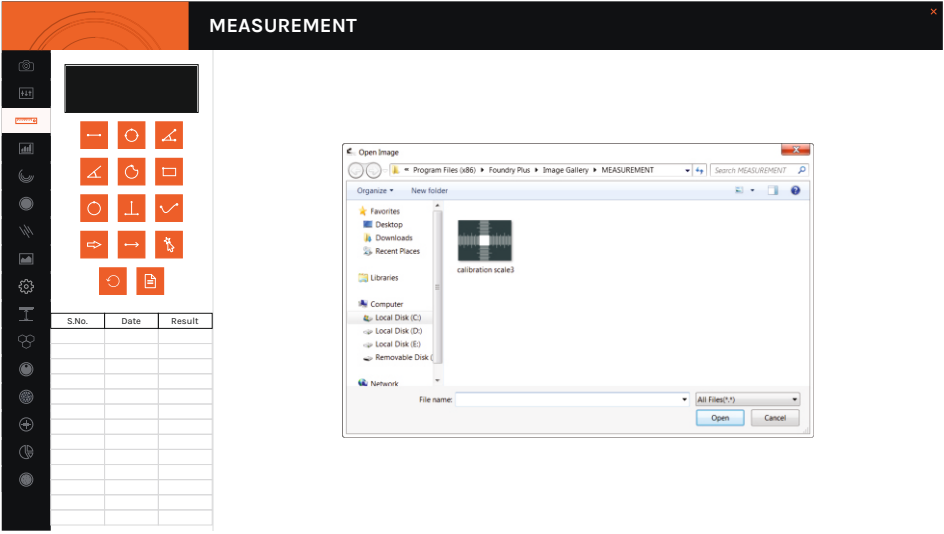 MEASUREMENT
Open Image
Program Files (x86) Foundry Plus Image Gallery MEASUREMENT
Search MEASUREMENT
Organize New folder
Favorites
Desktop
Downloads
Recent Places
Libraries
Computer
Local Disk (C:)
Local Disk (D:)
Local Disk (E:)
Removable Disk (
Network
calibration scale3
File name:
All Files(*.*)
Open Cancel
S.No. Date Result